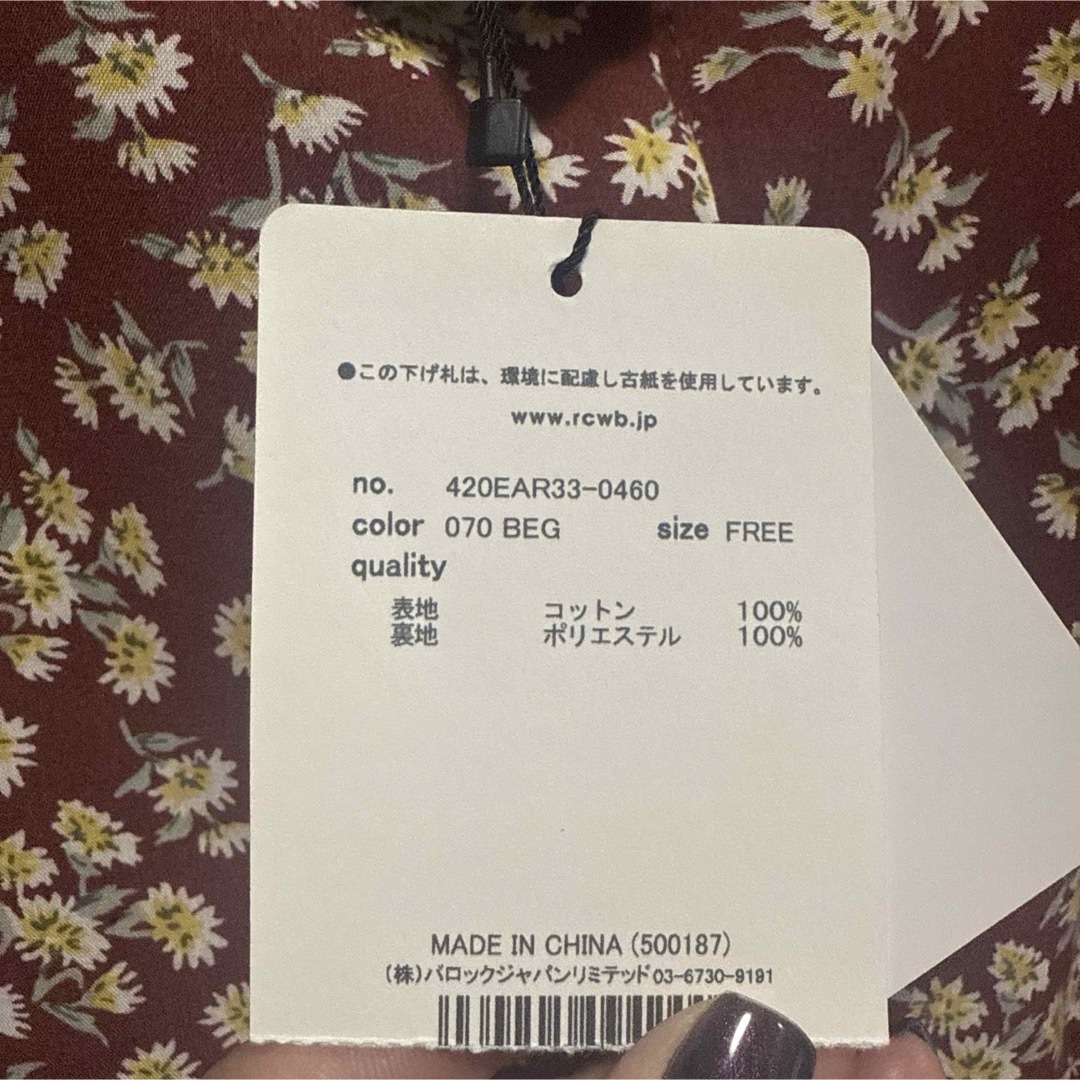 ●この下げ札は、環境に配慮し古紙を使用しています。
www.rcwb.jp
no. 420EAR33-0460
color 070 BEG size FREE
quality
表地 コットン 100%
裏地 ポリエステル 100%
MADE IN CHINA (500187)
(株)バロックジャパンリミテッド 03-6730-9191